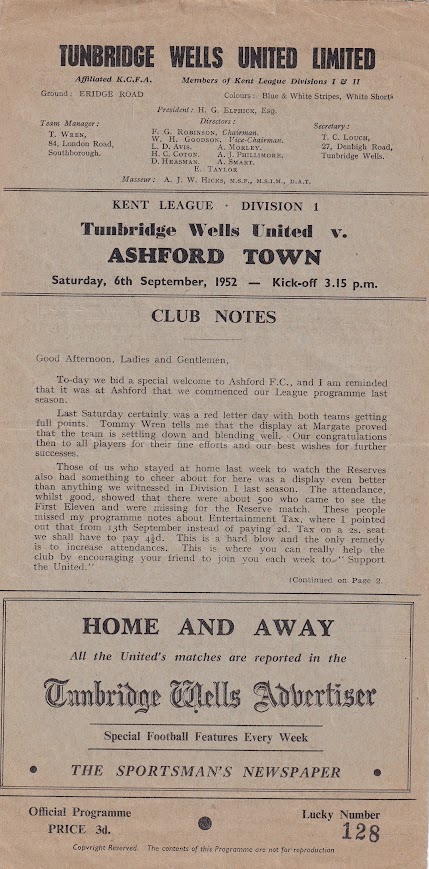 TUNBRIDGE WELLS UNITED LIMITED
Affiliated K.C.F.A. Members of Kent League Divisions I & II
Ground: ERIDGE ROAD Colours: Blue & White Stripes, White Shorts
President: H. G. ELPHICK, Esq.
Team Manager:
T. WREN,
84, London Road,
Southborough.
Directors:
F. G. ROBINSON, Chairman.
W. H. GOODSON, Vice-Chairman.
L. D. AVIS. A. MORLEY.
H. C. COTON. A. J. PHILLIMORE.
D. HEASMAN. A. SMART.
E. TAYLOR
Secretary:
T. C. LOUCH,
27, Denbigh Road,
Tunbridge Wells.
Masseur: A. J. W. HICKS, M.S.F., M.S.I.M., D.A.T.
KENT LEAGUE · DIVISION 1
Tunbridge Wells United v.
ASHFORD TOWN
Saturday, 6th September, 1952 — Kick-off 3.15 p.m.
CLUB NOTES
Good Afternoon, Ladies and Gentlemen,
To-day we bid a special welcome to Ashford F.C., and I am reminded
that it was at Ashford that we commenced our League programme last
season.
Last Saturday certainly was a red letter day with both teams getting
full points. Tommy Wren tells me that the display at Margate proved
that the team is settling down and blending well. Our congratulations
then to all players for their fine efforts and our best wishes for further
successes.
Those of us who stayed at home last week to watch the Reserves
also had something to cheer about for here was a display even better
than anything we witnessed in Division I last season. The attendance,
whilst good, showed that there were about 500 who came to see the
First Eleven and were missing for the Reserve match. These people
missed my programme notes about Entertainment Tax, where I pointed
out that from 15th September instead of paying 2d. Tax on a 2s. seat
we shall have to pay 4½d. This is a hard blow and the only remedy
is to increase attendances. This is where you can really help the
club by encouraging your friend to join you each week to “Support
the United.”
(Continued on Page 2.
HOME AND AWAY
All the United's matches are reported in the
Tunbridge Wells Advertiser
Special Football Features Every Week
• THE SPORTSMAN'S NEWSPAPER •
Official Programme
PRICE 3d.
Lucky Number
128
Copyright Reserved. The contents of this Programme are not for reproduction